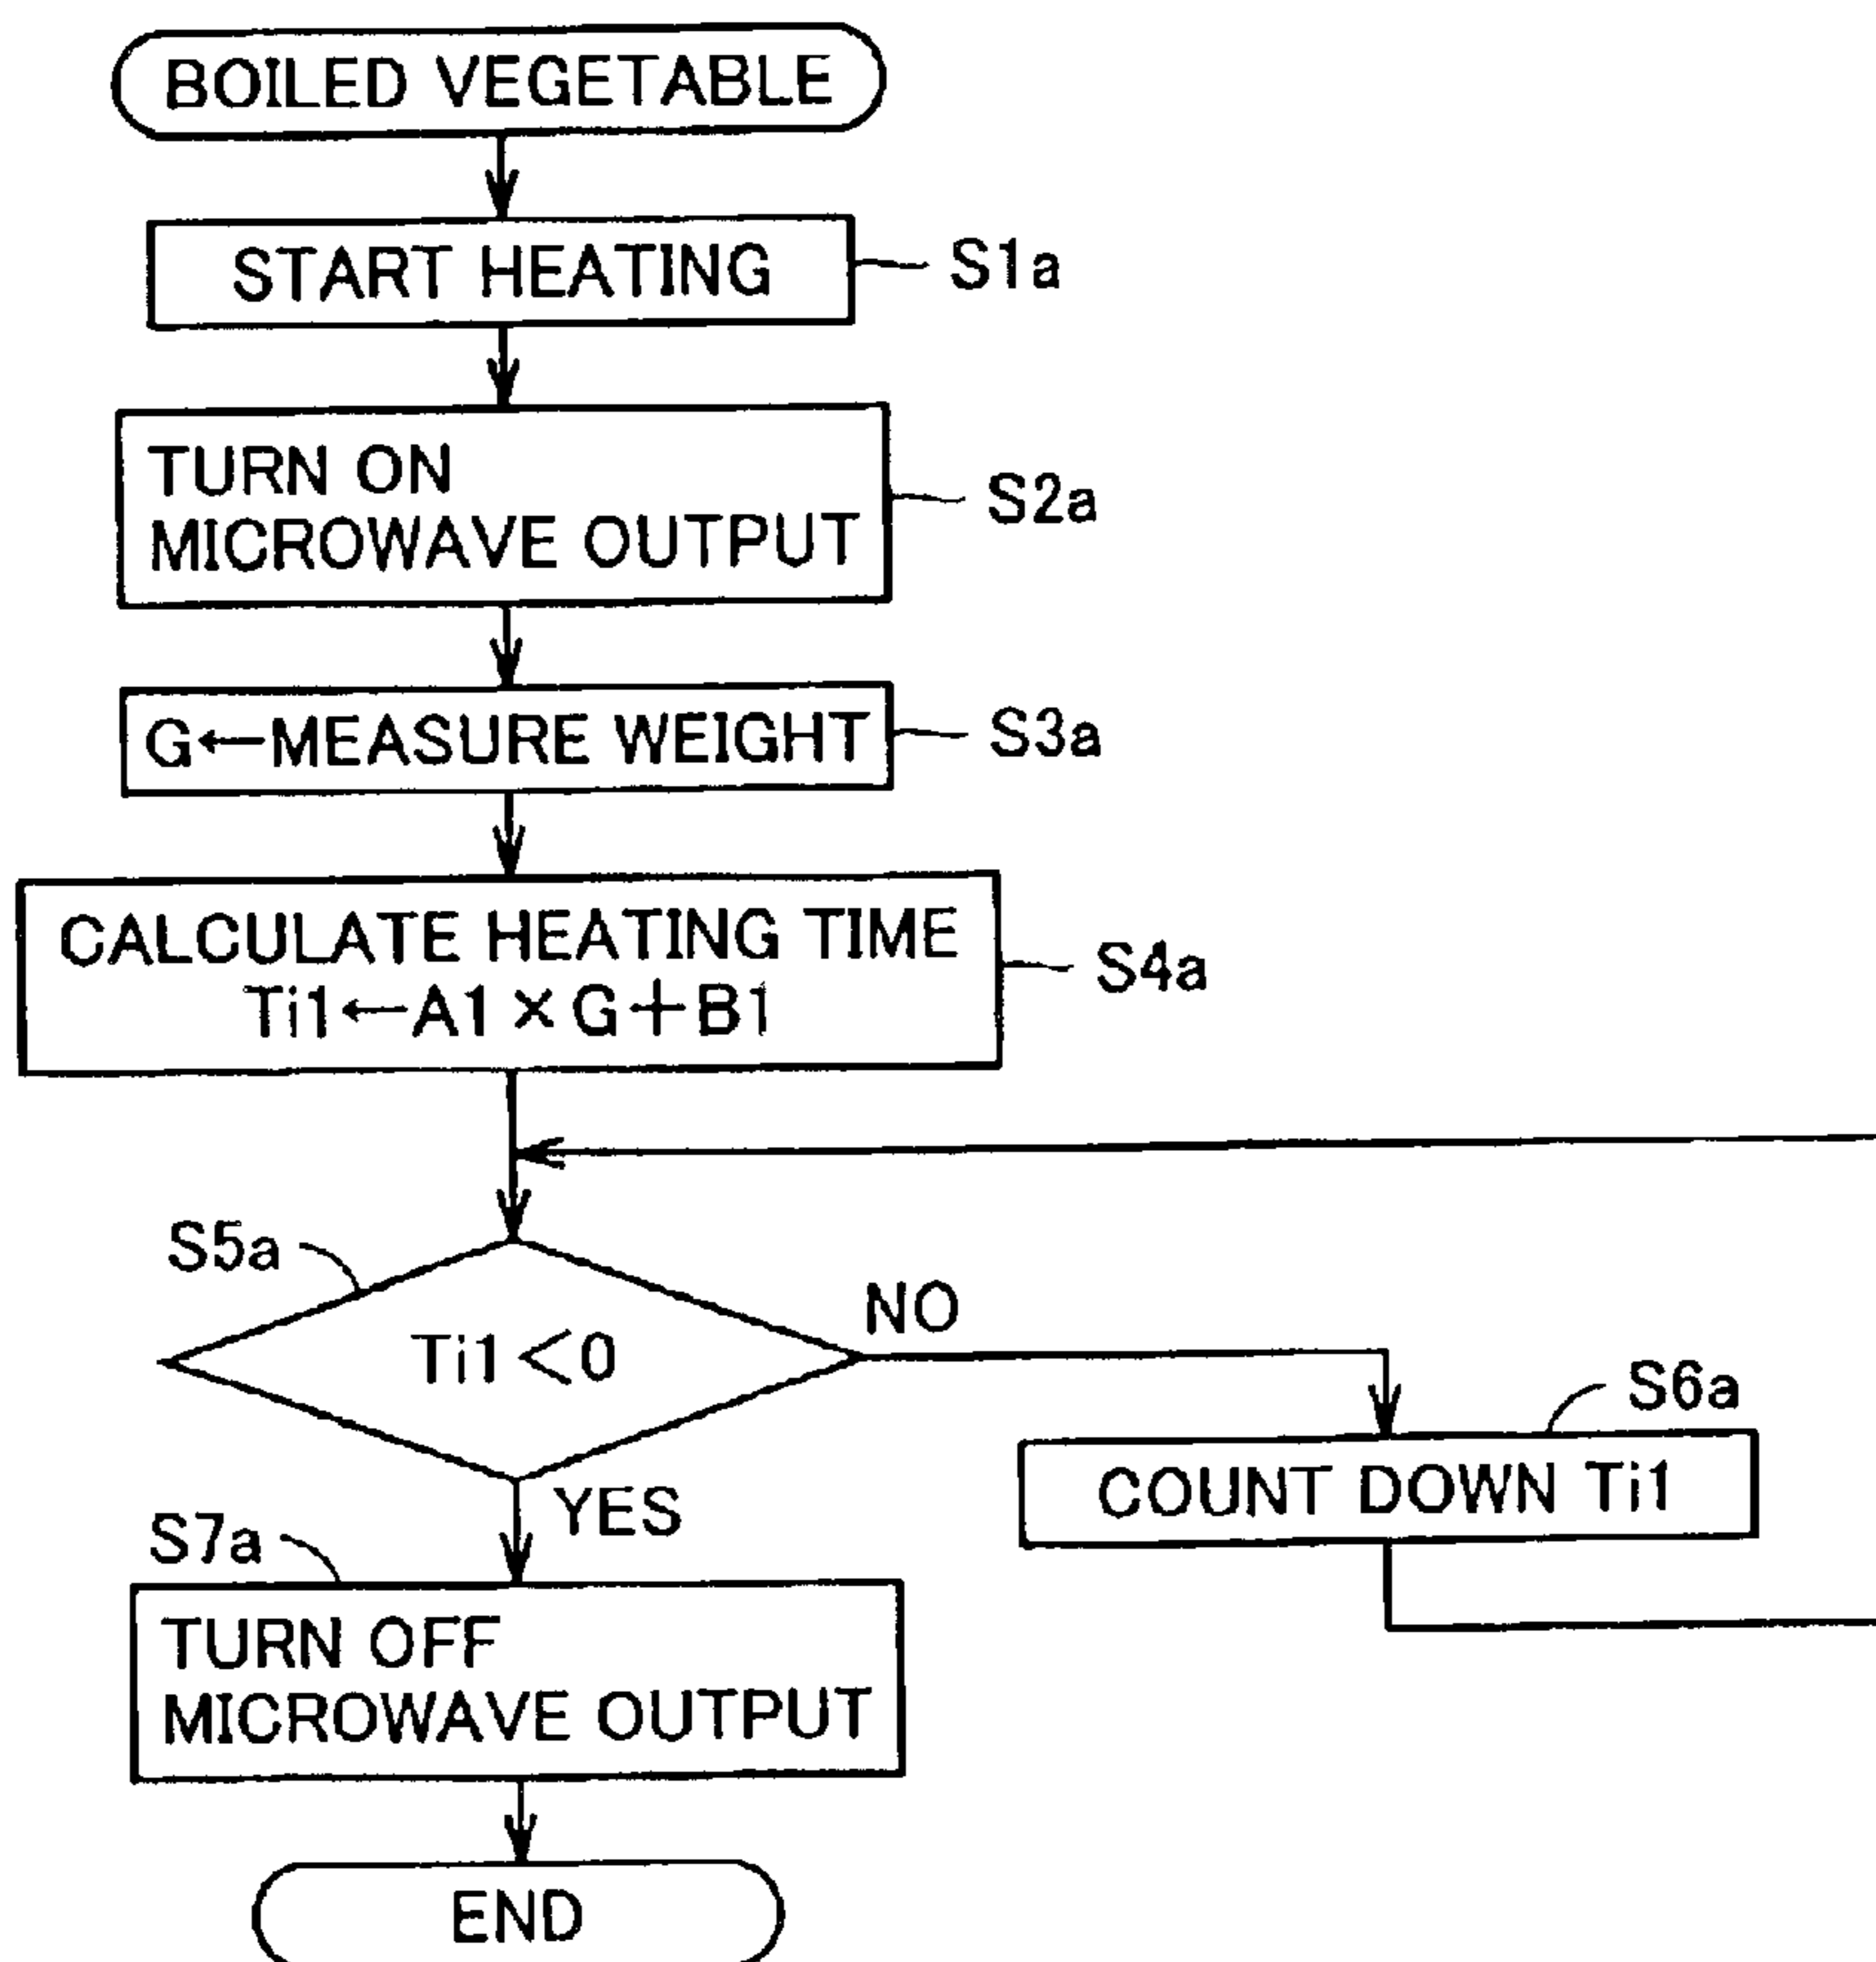 BOILED VEGETABLE
START HEATING
S1a
TURN ON
MICROWAVE OUTPUT
S2a
G←MEASURE WEIGHT
S3a
CALCULATE HEATING TIME
Ti1←A1×G+B1
S4a
S5a
Ti1<0
NO
S6a
COUNT DOWN Ti1
YES
S7a
TURN OFF
MICROWAVE OUTPUT
END